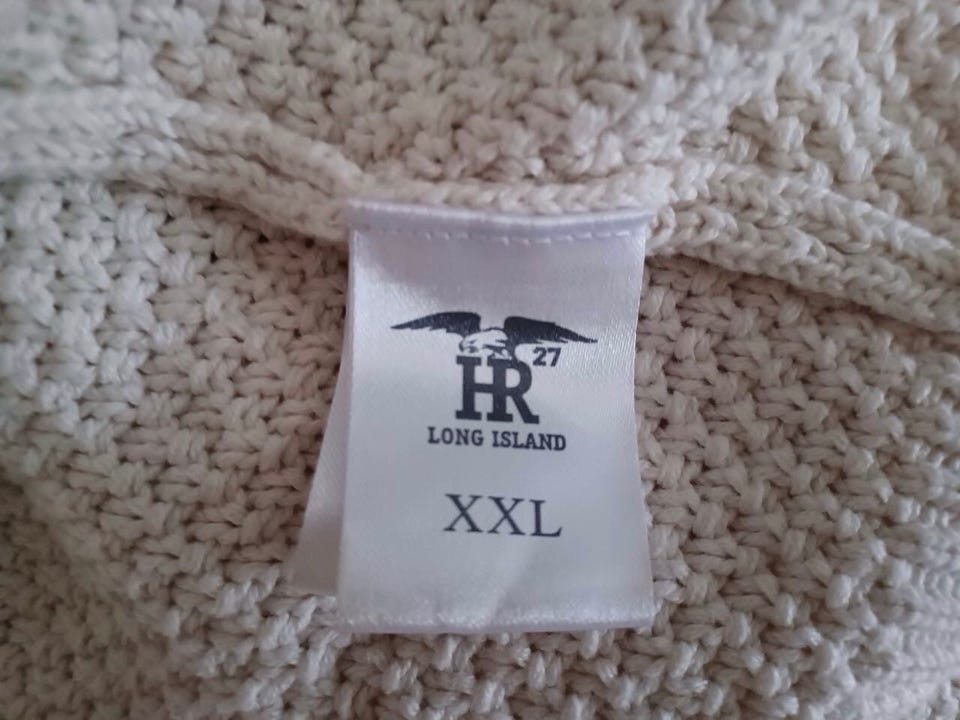 HR 27
LONG ISLAND
XXL